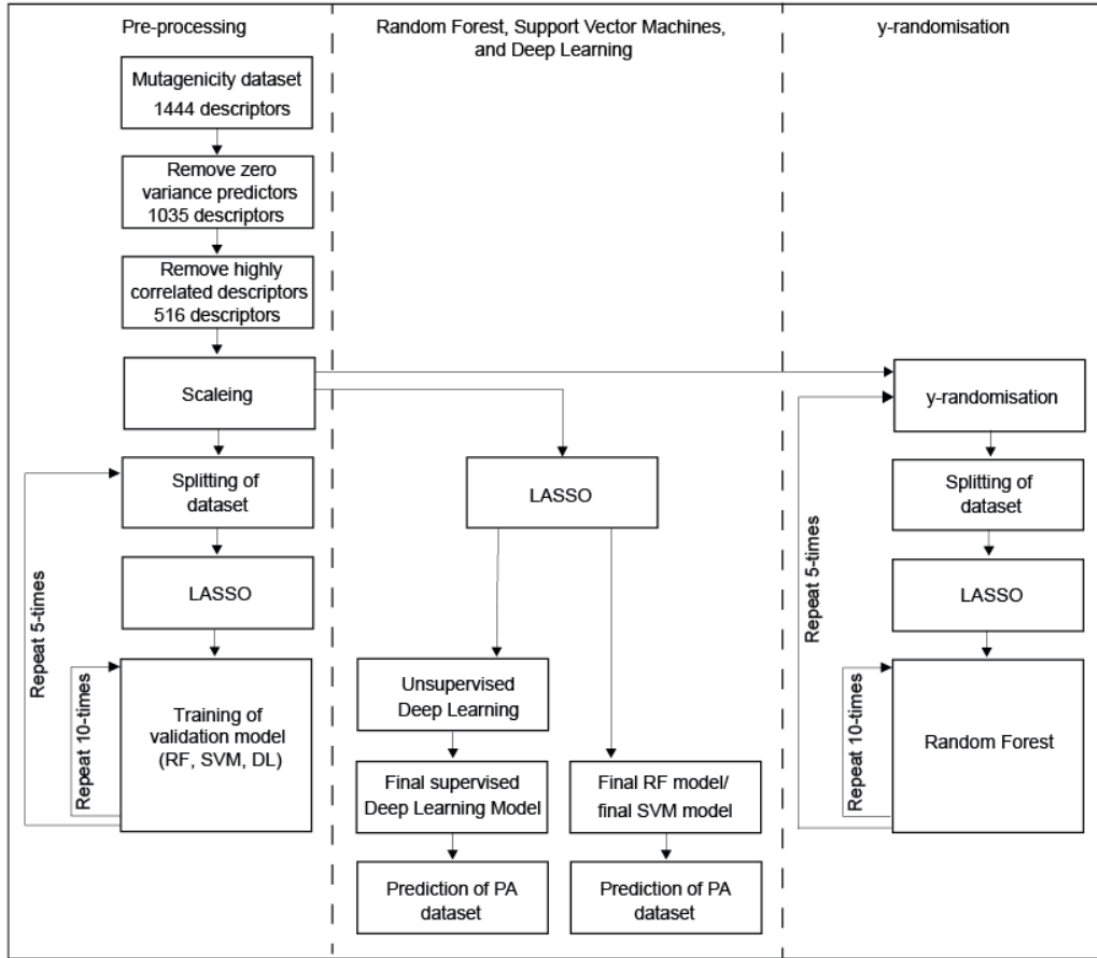 Pre-processing
Mutagenicity dataset
1444 descriptors
Remove zero
variance predictors
1035 descriptors
Remove highly
correlated descriptors
516 descriptors
Scaleing
Splitting of
dataset
LASSO
Training of
validation model
(RF, SVM, DL)
Repeat 5-times
Repeat 10-times
Random Forest, Support Vector Machines,
and Deep Learning
LASSO
Unsupervised
Deep Learning
Final supervised
Deep Learning Model
Prediction of PA
dataset
Final RF model/
final SVM model
Prediction of PA
dataset
y-randomisation
y-randomisation
Splitting of
dataset
LASSO
Random Forest
Repeat 5-times
Repeat 10-times